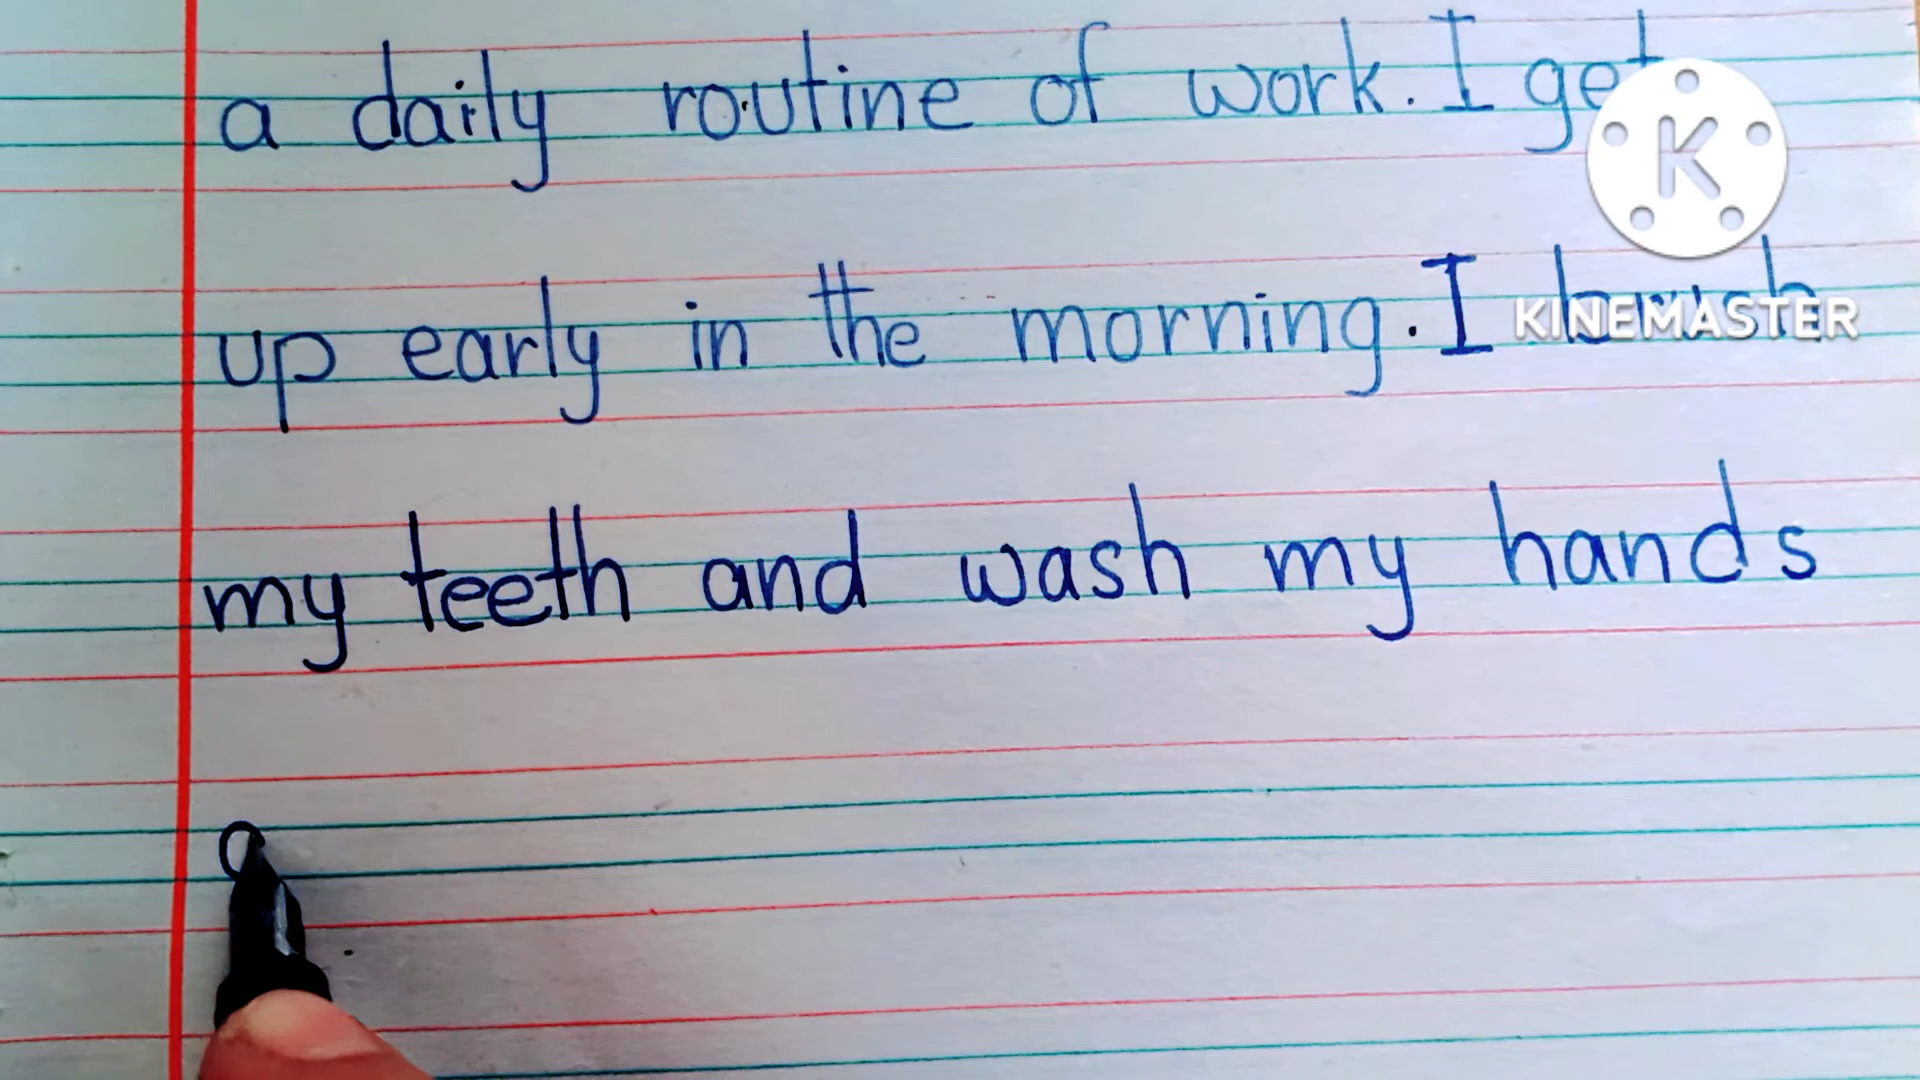 a daily routine of work. I get
up early in the morning. I brush
KINEMASTER
my teeth and wash my hands